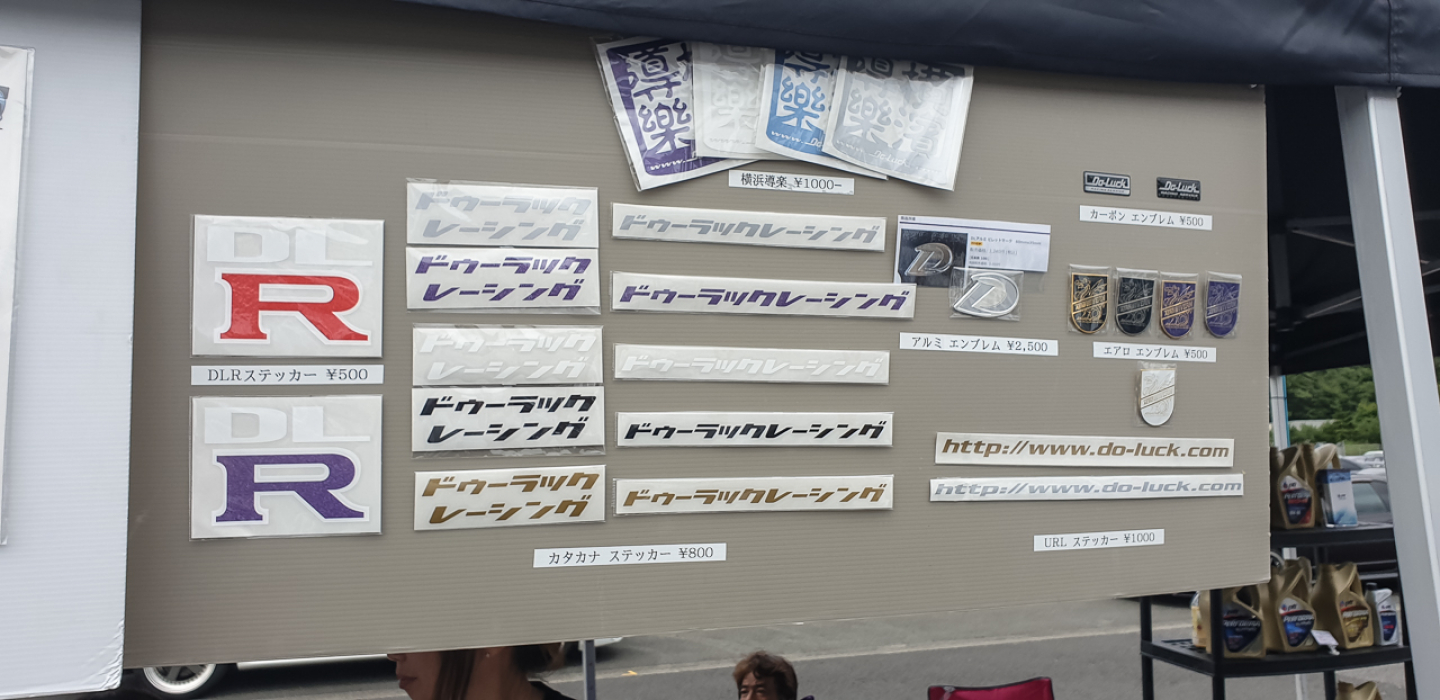 導
樂
www.
導
樂
www.Do
導 横
樂 濱
Do-Luck
横浜導楽 ¥1000-
Do-Luck
Do-Luck
カーボン エンブレム ¥500
DL
R
DLRステッカー ¥500
DL
R
ドゥーラック
レーシング
ドゥーラック
レーシング
ドゥーラック
レーシング
ドゥーラック
レーシング
ドゥーラック
レーシング
ドゥーラックレーシング
ドゥーラックレーシング
ドゥーラックレーシング
ドゥーラックレーシング
ドゥーラックレーシング
カタカナ ステッカー ¥800
D
D
アルミ エンブレム ¥2,500
エアロ エンブレム ¥500
http://www.do-luck.com
http://www.do-luck.com
URL ステッカー ¥1000